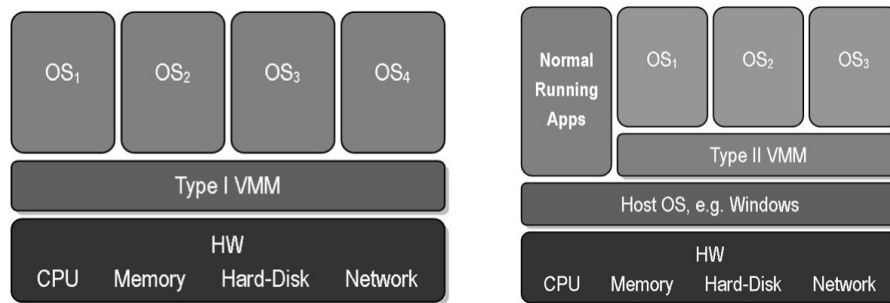 OS₁ OS₂ OS₃ OS₄
Type I VMM
HW
CPU Memory Hard-Disk Network
Normal
Running
Apps
OS₁ OS₂ OS₃
Type II VMM
Host OS, e.g. Windows
HW
CPU Memory Hard-Disk Network